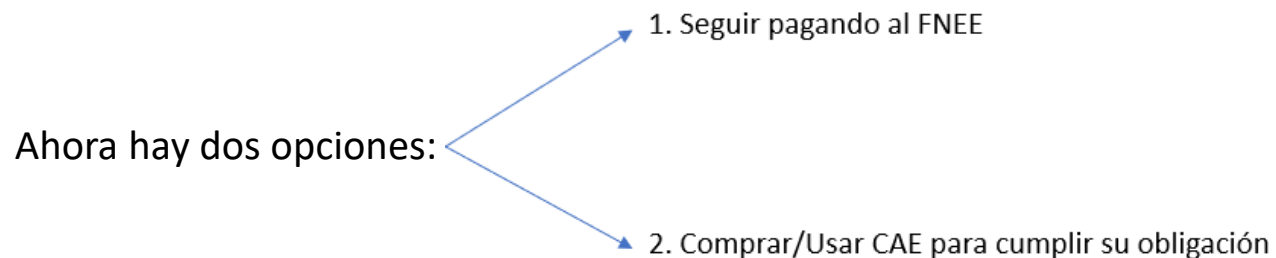 1. Seguir pagando al FNEE
Ahora hay dos opciones:
2. Comprar/Usar CAE para cumplir su obligación